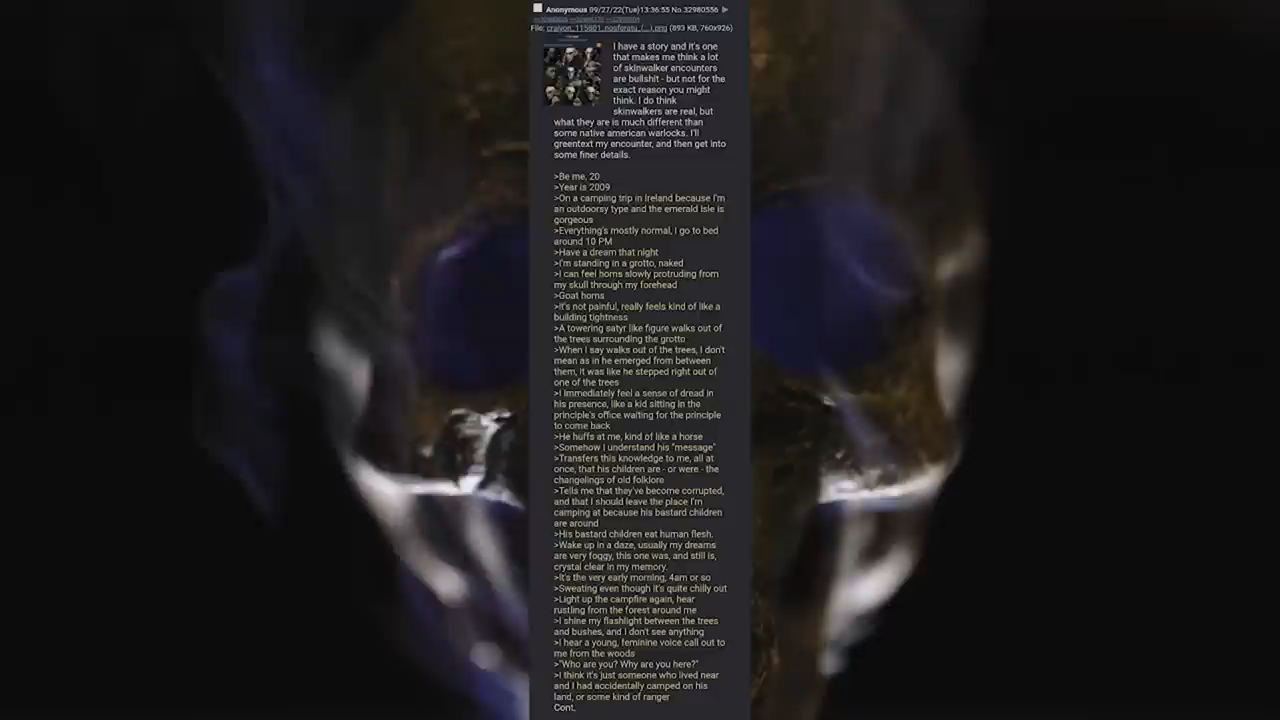 Anonymous 09/27/22(Tue)13:36:55 No.32980556 ▶
File: craiyon_115801_nosferatu_(...).png (893 KB, 760x926)
I have a story and it's one
that makes me think a lot
of skinwalker encounters
are bullshit - but not for the
exact reason you might
think. I do think
skinwalkers are real, but
what they are is much different than
some native american warlocks. I'll
greentext my encounter, and then get into
some finer details.
>Be me, 20
>Year is 2009
>On a camping trip in Ireland because I'm
an outdoorsy type and the emerald isle is
gorgeous
>Everything's mostly normal, I go to bed
around 10 PM
>Have a dream that night
>I'm standing in a grotto, naked
>I can feel horns slowly protruding from
my skull through my forehead
>Goat horns
>It's not painful, really feels kind of like a
building tightness
>A towering satyr like figure walks out of
the trees surrounding the grotto
>When I say walks out of the trees, I don't
mean as in he emerged from between
them, it was like he stepped right out of
one of the trees
>I immediately feel a sense of dread in
his presence, like a kid sitting in the
principle's office waiting for the principle
to come back
>He huffs at me, kind of like a horse
>Somehow I understand his "message"
>Transfers this knowledge to me, all at
once, that his children are - or were - the
changelings of old folklore
>Tells me that they've become corrupted,
and that I should leave the place I'm
camping at because his bastard children
are around
>His bastard children eat human flesh.
>Wake up in a daze, usually my dreams
are very foggy, this one was, and still is,
crystal clear in my memory.
>It's the very early morning, 4am or so
>Sweating even though it's quite chilly out
>Light up the campfire again, hear
rustling from the forest around me
>I shine my flashlight between the trees
and bushes, and I don't see anything
>I hear a young, feminine voice call out to
me from the woods
>"Who are you? Why are you here?"
>I think it's just someone who lived near
and I had accidentally camped on his
land, or some kind of ranger
Cont.